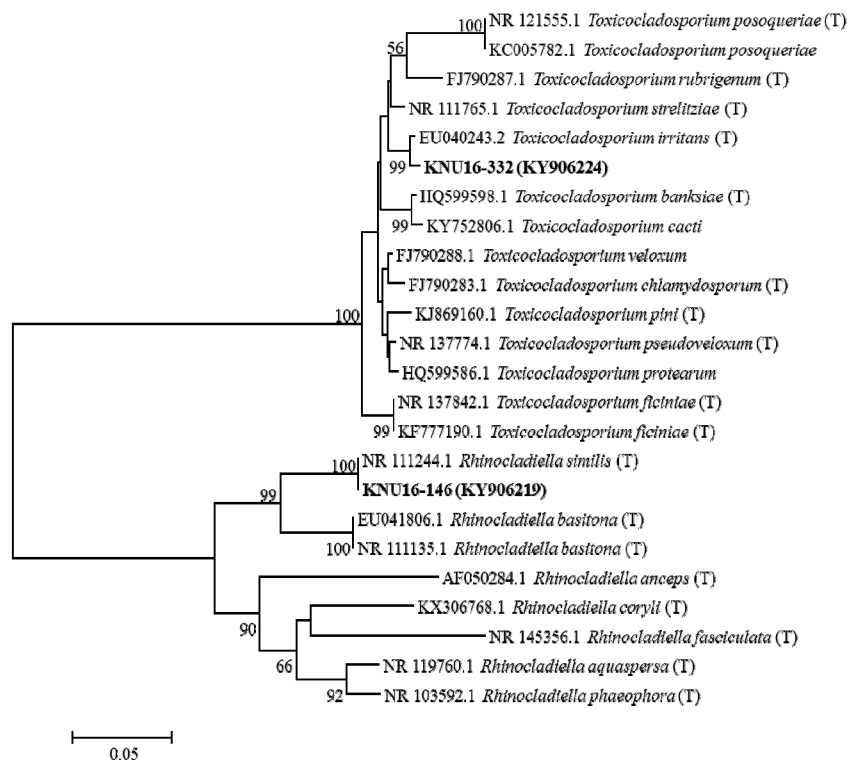 100 NR 121555.1 Toxicocladosporium posoqueriae (T)
56
KC005782.1 Toxicocladosporium posoqueriae
FJ790287.1 Toxicocladosporium rubrigenum (T)
NR 111765.1 Toxicocladosporium strelitziae (T)
EU040243.2 Toxicocladosporium irritans (T)
99 KNU16-332 (KY906224)
HQ599598.1 Toxicocladosporium banksiae (T)
99 KY752806.1 Toxicocladosporium cacti
FJ790288.1 Toxicocladosporium veloxum
FJ790283.1 Toxicocladosporium chlamydosporum (T)
100 KJ869160.1 Toxicocladosporium pini (T)
NR 137774.1 Toxicocladosporium pseudoveloxum (T)
HQ599586.1 Toxicocladosporium protearum
NR 137842.1 Toxicocladosporium ficiniae (T)
99 KF777190.1 Toxicocladosporium ficiniae (T)
100 NR 111244.1 Rhinocladiella similis (T)
99 KNU16-146 (KY906219)
EU041806.1 Rhinocladiella basitona (T)
100 NR 111135.1 Rhinocladiella basitona (T)
AF050284.1 Rhinocladiella anceps (T)
KX306768.1 Rhinocladiella coryli (T)
90
NR 145356.1 Rhinocladiella fasciculata (T)
66 NR 119760.1 Rhinocladiella aquaspersa (T)
92 NR 103592.1 Rhinocladiella phaeophora (T)
0.05